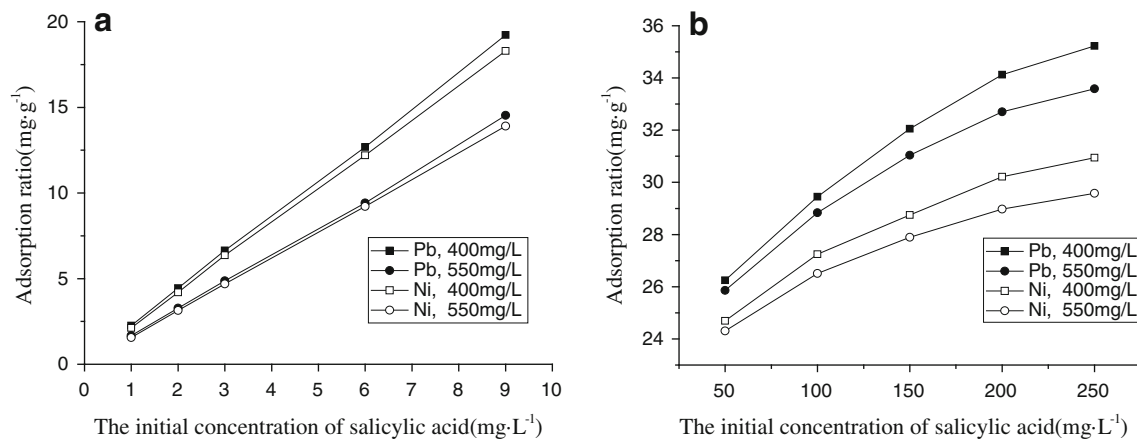 a
20
15
10
5
0
Adsorption ratio(mg·g-1)
Pb, 400mg/L
Pb, 550mg/L
Ni, 400mg/L
Ni, 550mg/L
0 1 2 3 4 5 6 7 8 9 10
The initial concentration of salicylic acid(mg·L-1)
b
36
34
32
30
28
26
24
Adsorption ratio(mg·g-1)
Pb, 400mg/L
Pb, 550mg/L
Ni, 400mg/L
Ni, 550mg/L
50 100 150 200 250
The initial concentration of salicylic acid(mg·L-1)